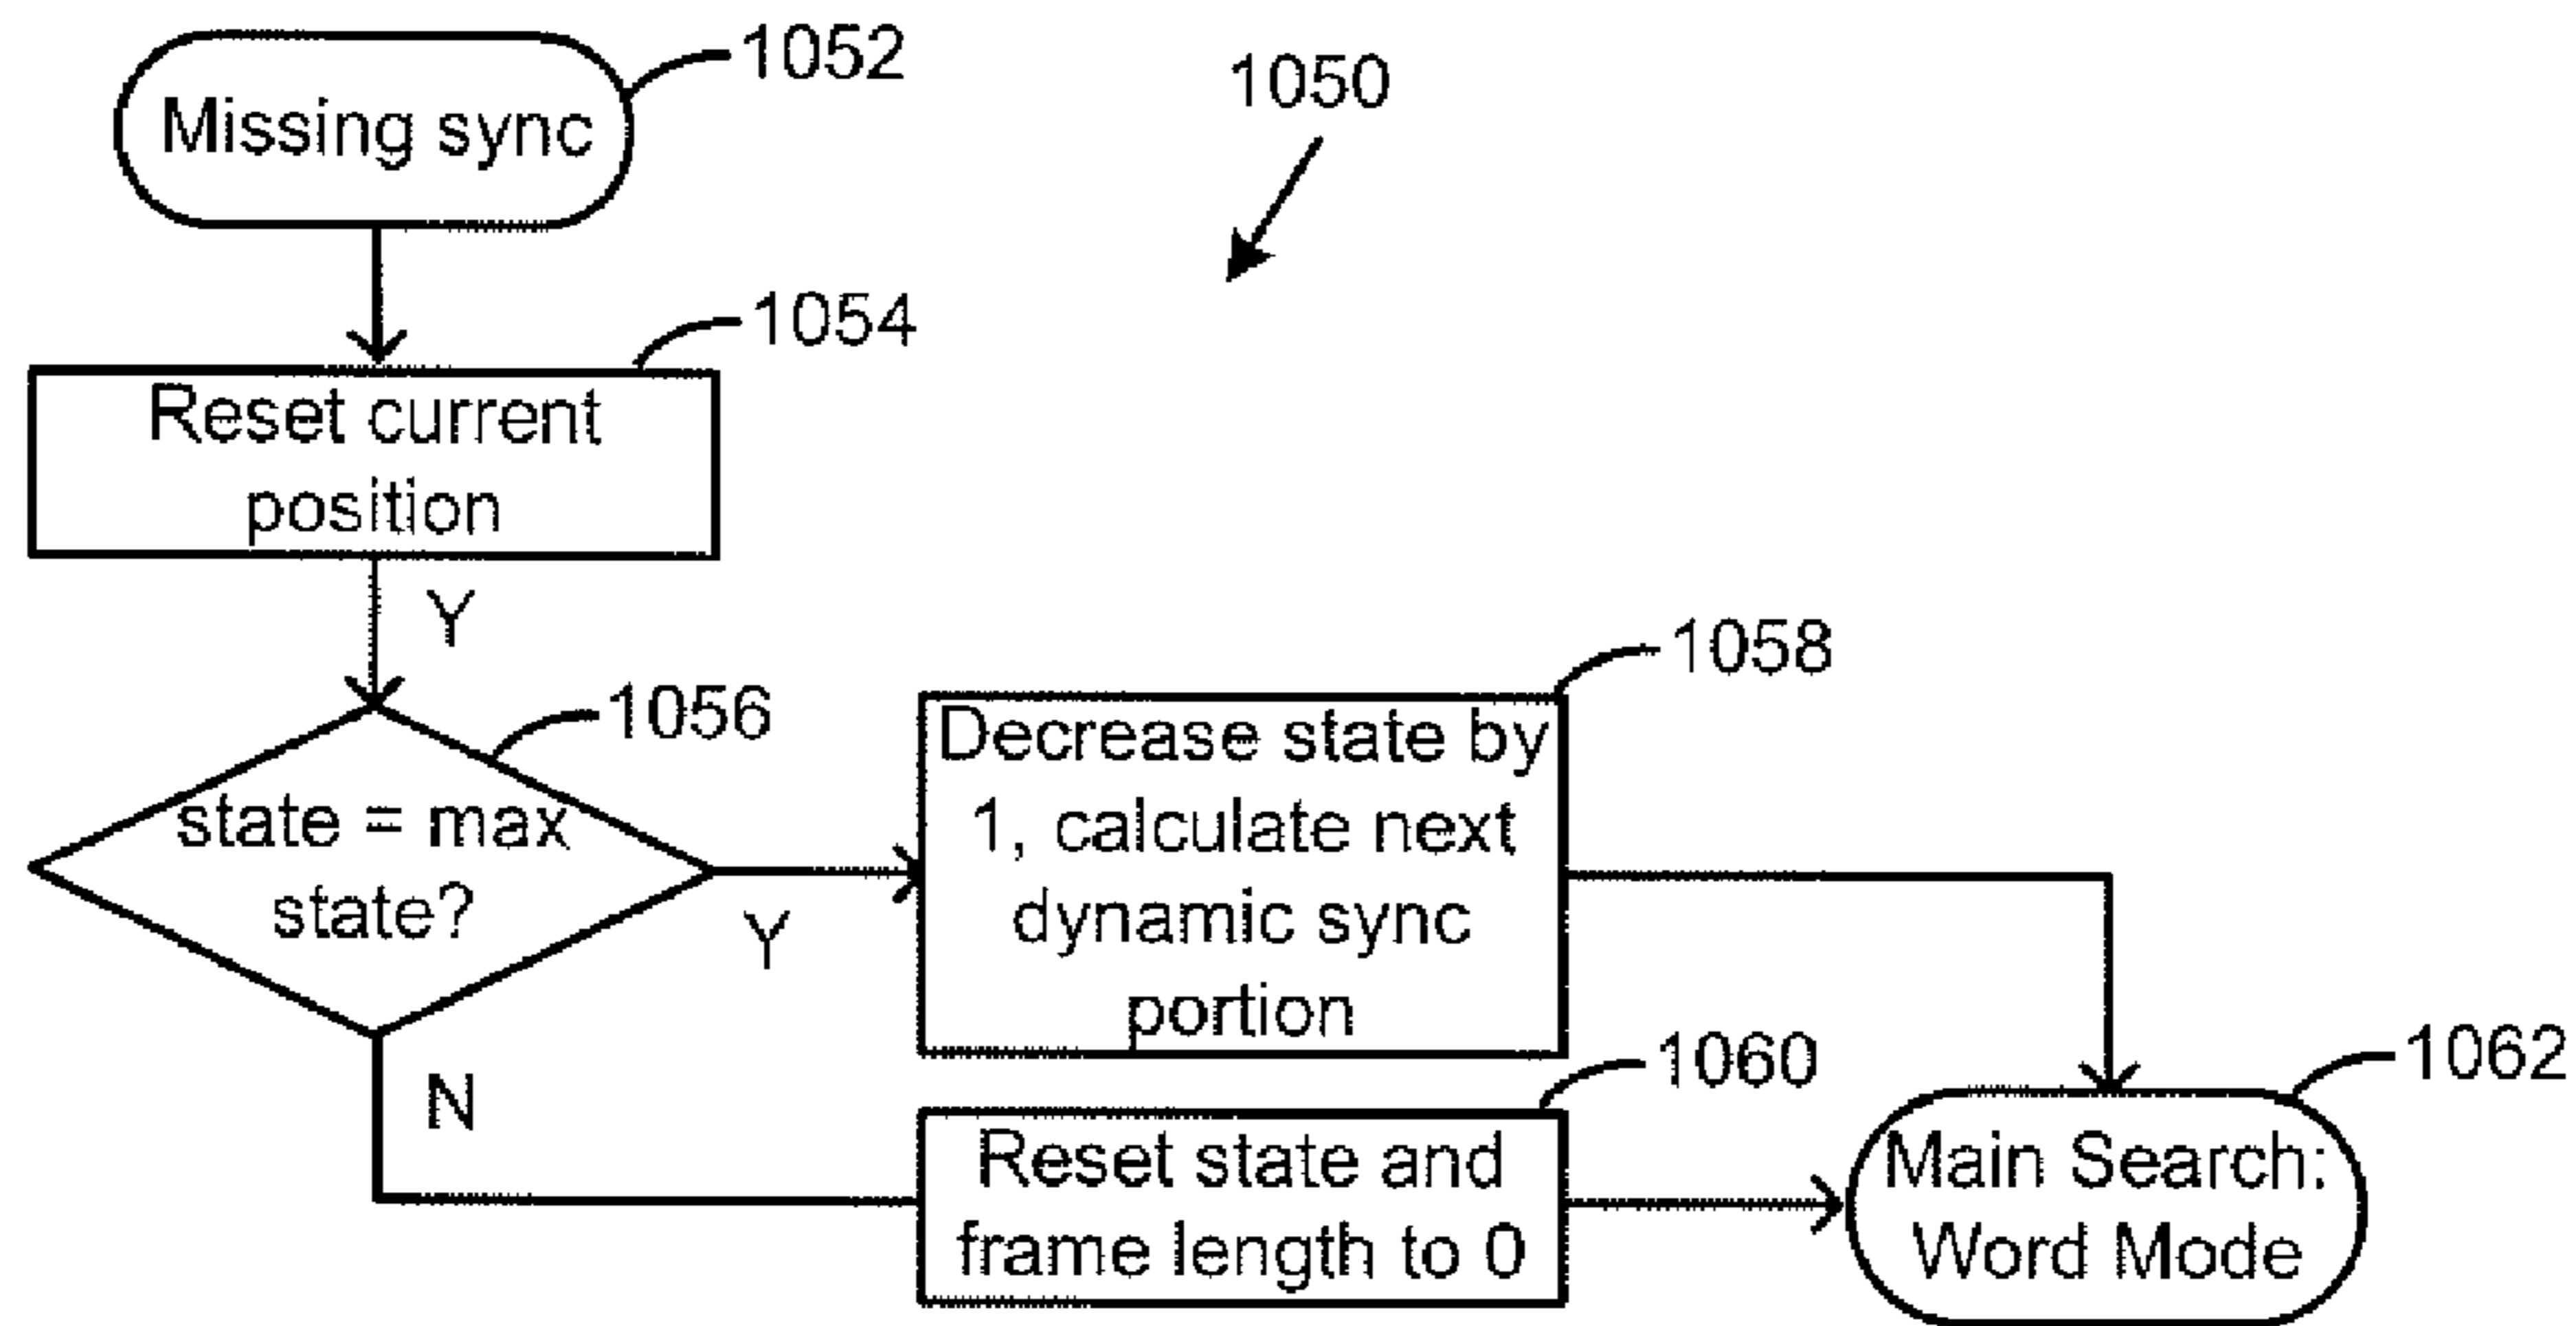 1052
Missing sync
1050
1054
Reset current
position
Y
1056
state = max
state?
Y
1058
Decrease state by
1, calculate next
dynamic sync
portion
N
1060
Reset state and
frame length to 0
1062
Main Search:
Word Mode